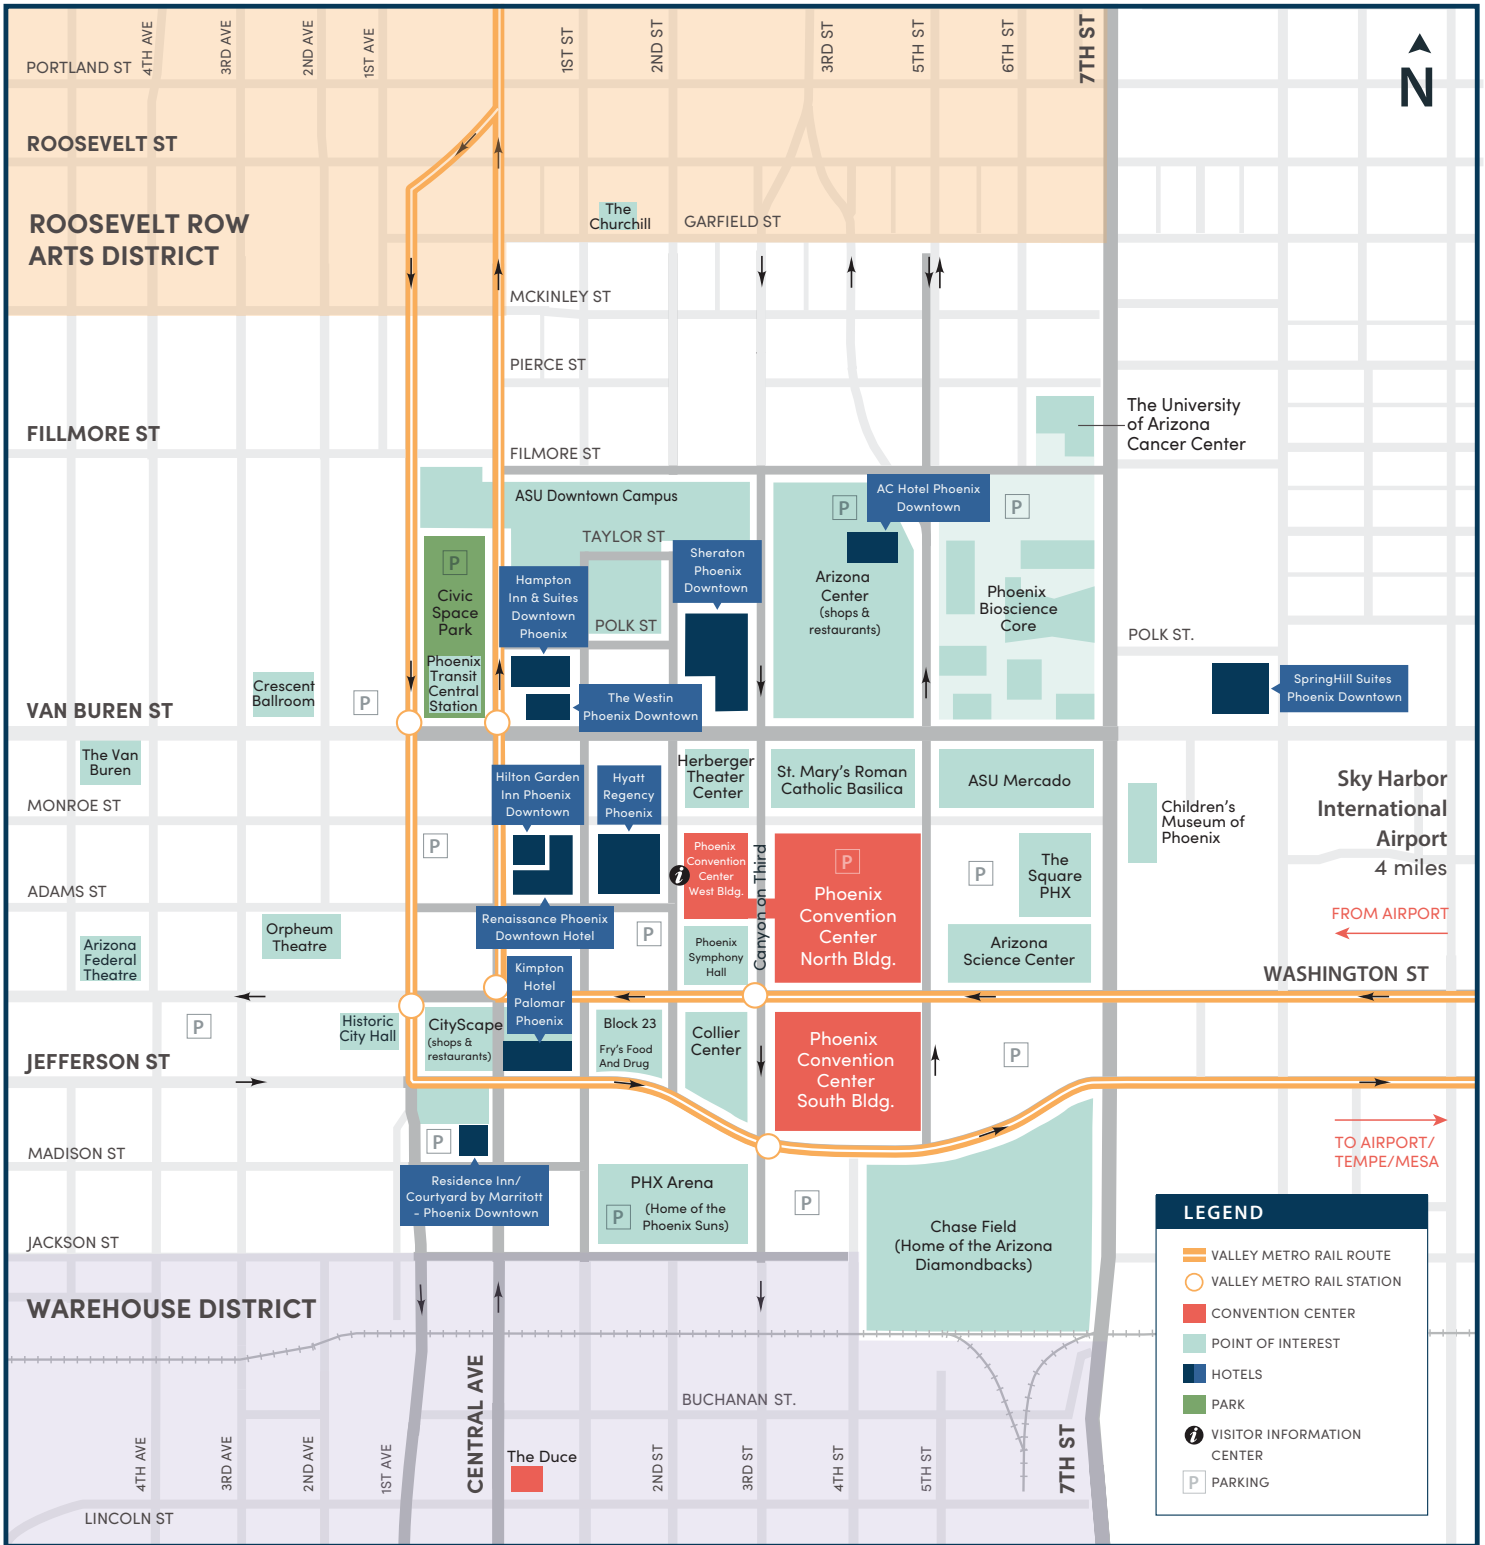 4TH AVE
3RD AVE
2ND AVE
1ST AVE
1ST ST
2ND ST
3RD ST
5TH ST
6TH ST
7TH ST
N
PORTLAND ST
ROOSEVELT ST
ROOSEVELT ROW
ARTS DISTRICT
The
Churchill
GARFIELD ST
MCKINLEY ST
PIERCE ST
The University
of Arizona
Cancer Center
FILLMORE ST
FILMORE ST
ASU Downtown Campus
P
AC Hotel Phoenix
Downtown
P
TAYLOR ST
P
Civic
Space
Park
Hampton
Inn & Suites
Downtown
Phoenix
Sheraton
Phoenix
Downtown
Arizona
Center
(shops &
restaurants)
Phoenix
Bioscience
Core
POLK ST
POLK ST.
Phoenix
Transit
Central
Station
Crescent
Ballroom
P
The Westin
Phoenix Downtown
SpringHill Suites
Phoenix Downtown
VAN BUREN ST
The Van
Buren
Hilton Garden
Inn Phoenix
Downtown
Hyatt
Regency
Phoenix
Herberger
Theater
Center
St. Mary's Roman
Catholic Basilica
ASU Mercado
Sky Harbor
International
Airport
4 miles
MONROE ST
Children's
Museum of
Phoenix
P
Phoenix
Convention
Center
West Bldg.
i
Canyon on Third
P
Phoenix
Convention
Center
North Bldg.
P
The
Square
PHX
ADAMS ST
FROM AIRPORT
Orpheum
Theatre
Arizona
Federal
Theatre
Renaissance Phoenix
Downtown Hotel
P
Phoenix
Symphony
Hall
Arizona
Science Center
WASHINGTON ST
Kimpton
Hotel
Palomar
Phoenix
P
Historic
City Hall
CityScape
(shops &
restaurants)
Block 23
Fry's Food
And Drug
Collier
Center
Phoenix
Convention
Center
South Bldg.
P
JEFFERSON ST
TO AIRPORT/
TEMPE/MESA
P
MADISON ST
Residence Inn/
Courtyard by Marritott
- Phoenix Downtown
PHX Arena
P
(Home of the
Phoenix Suns)
P
Chase Field
(Home of the Arizona
Diamondbacks)
JACKSON ST
WAREHOUSE DISTRICT
LEGEND
VALLEY METRO RAIL ROUTE
VALLEY METRO RAIL STATION
CONVENTION CENTER
POINT OF INTEREST
HOTELS
PARK
i
VISITOR INFORMATION
CENTER
P
PARKING
BUCHANAN ST.
4TH AVE
3RD AVE
2ND AVE
1ST AVE
CENTRAL AVE
The Duce
2ND ST
3RD ST
4TH ST
5TH ST
7TH ST
LINCOLN ST